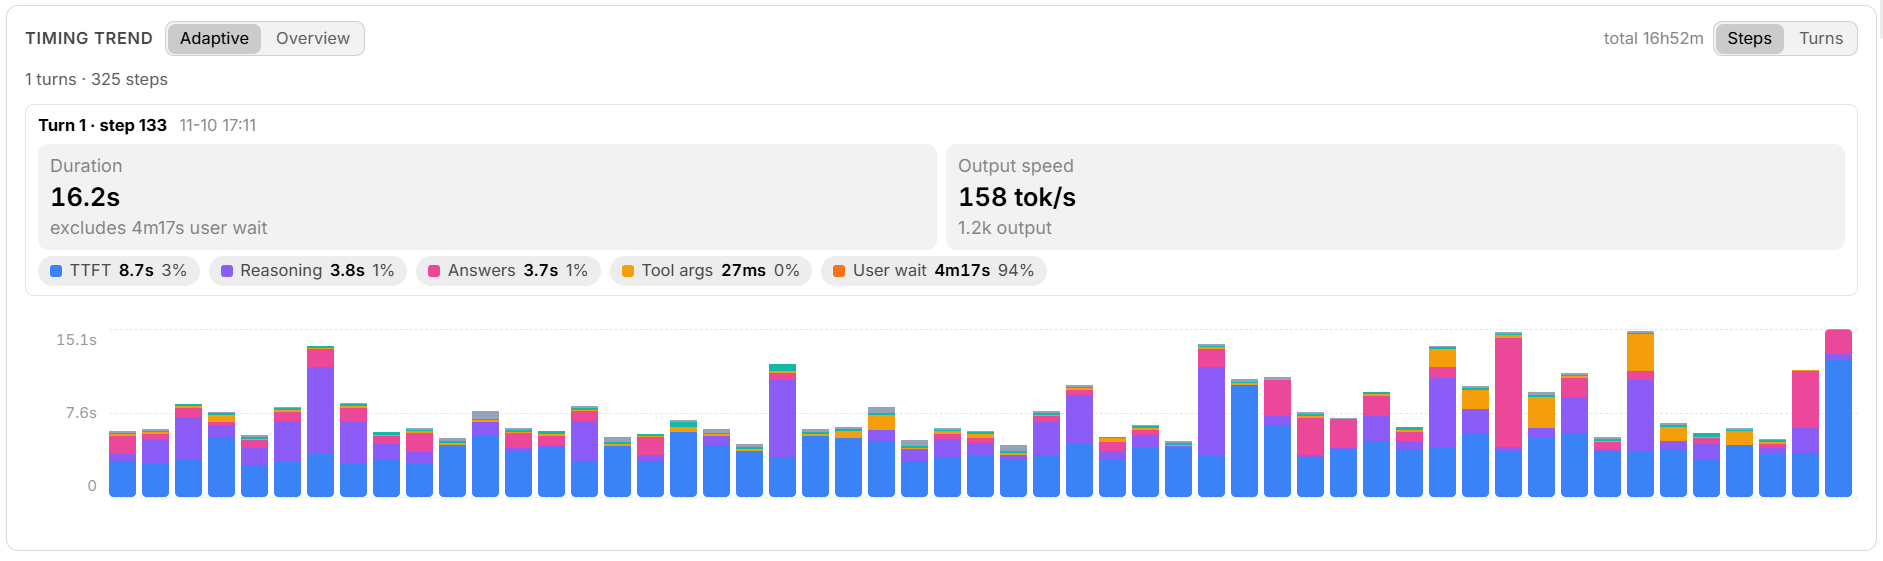 TIMING TREND Adaptive Overview total 16h52m Steps Turns
1 turns · 325 steps
Turn 1 · step 133 11-10 17:11
Duration
16.2s
excludes 4m17s user wait
Output speed
158 tok/s
1.2k output
TTFT 8.7s 3% Reasoning 3.8s 1% Answers 3.7s 1% Tool args 27ms 0% User wait 4m17s 94%
15.1s
7.6s
0